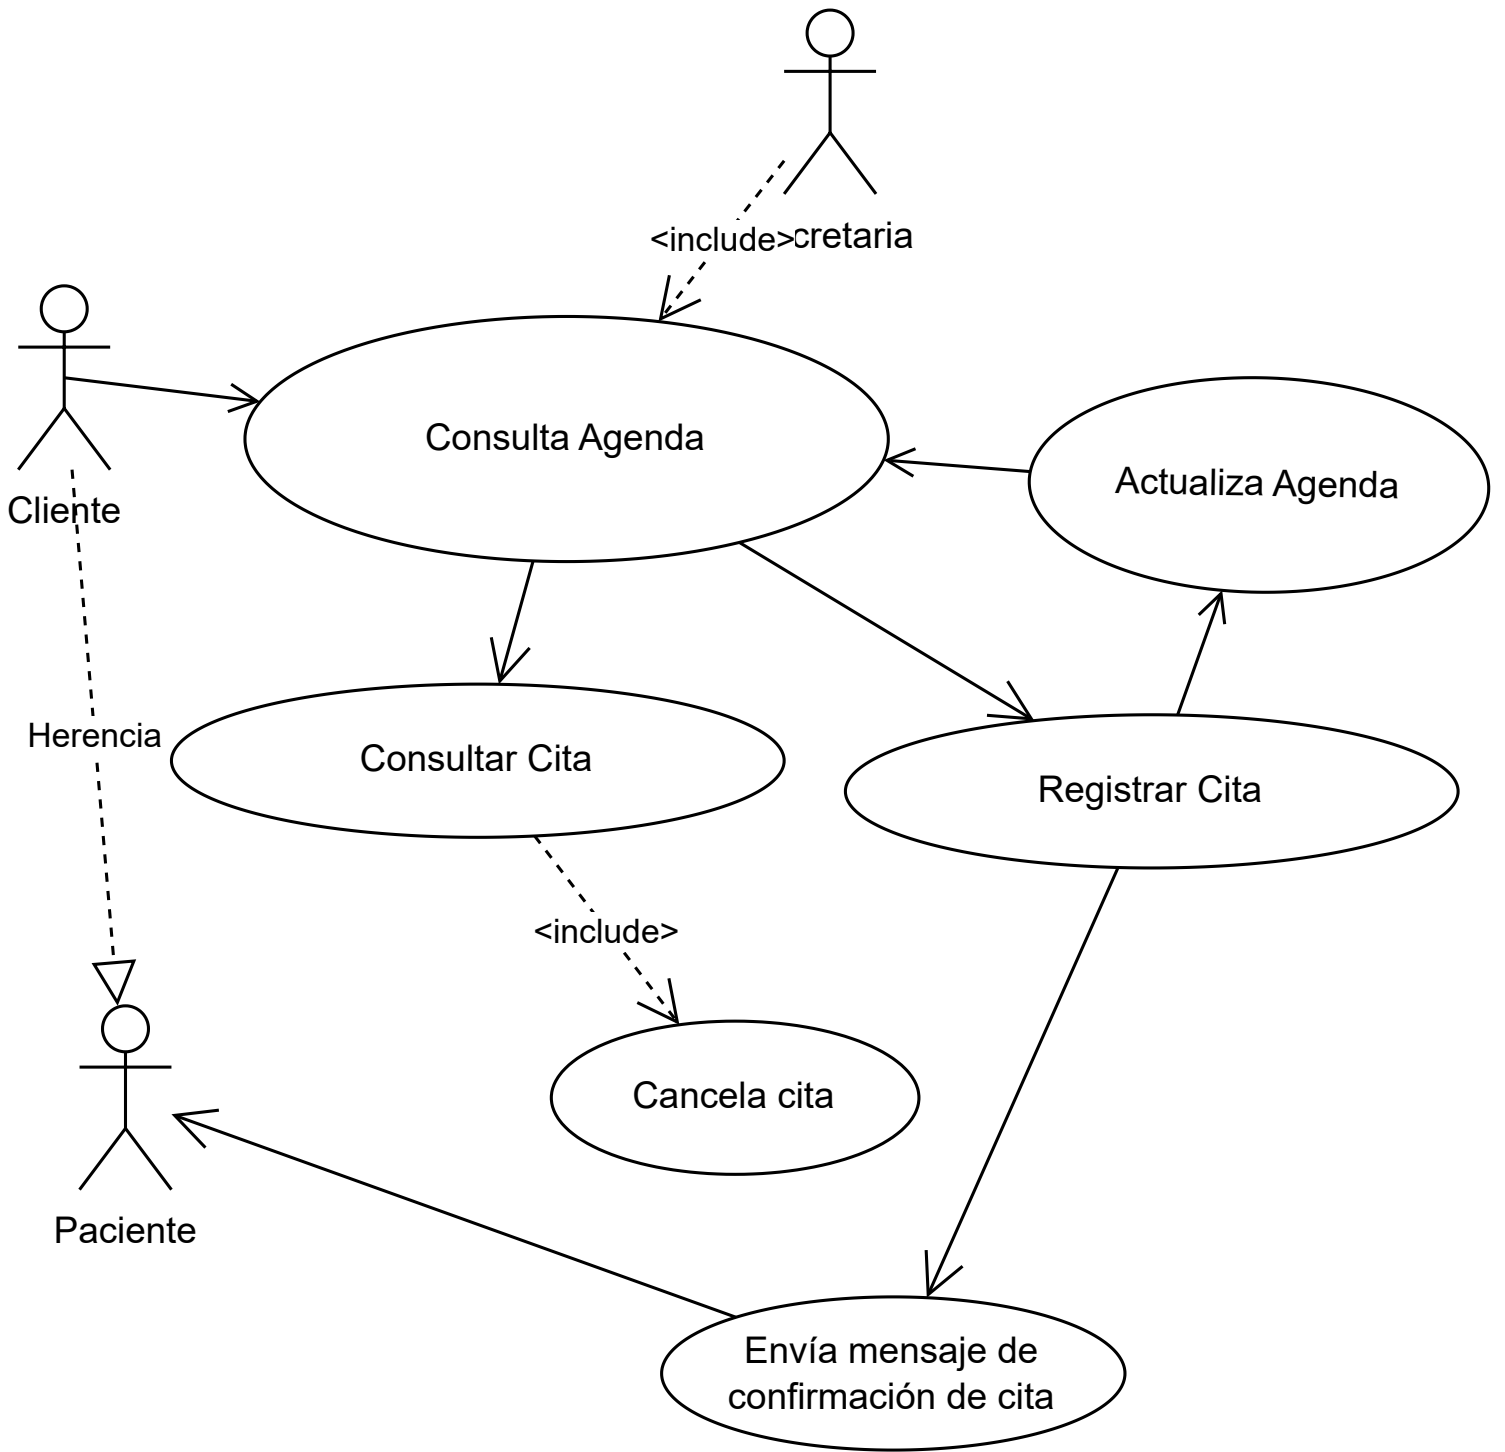 <include>cretaria
Cliente
Consulta Agenda
Actualiza Agenda
Herencia
Consultar Cita
Registrar Cita
<include>
Cancela cita
Paciente
Envía mensaje de
confirmación de cita